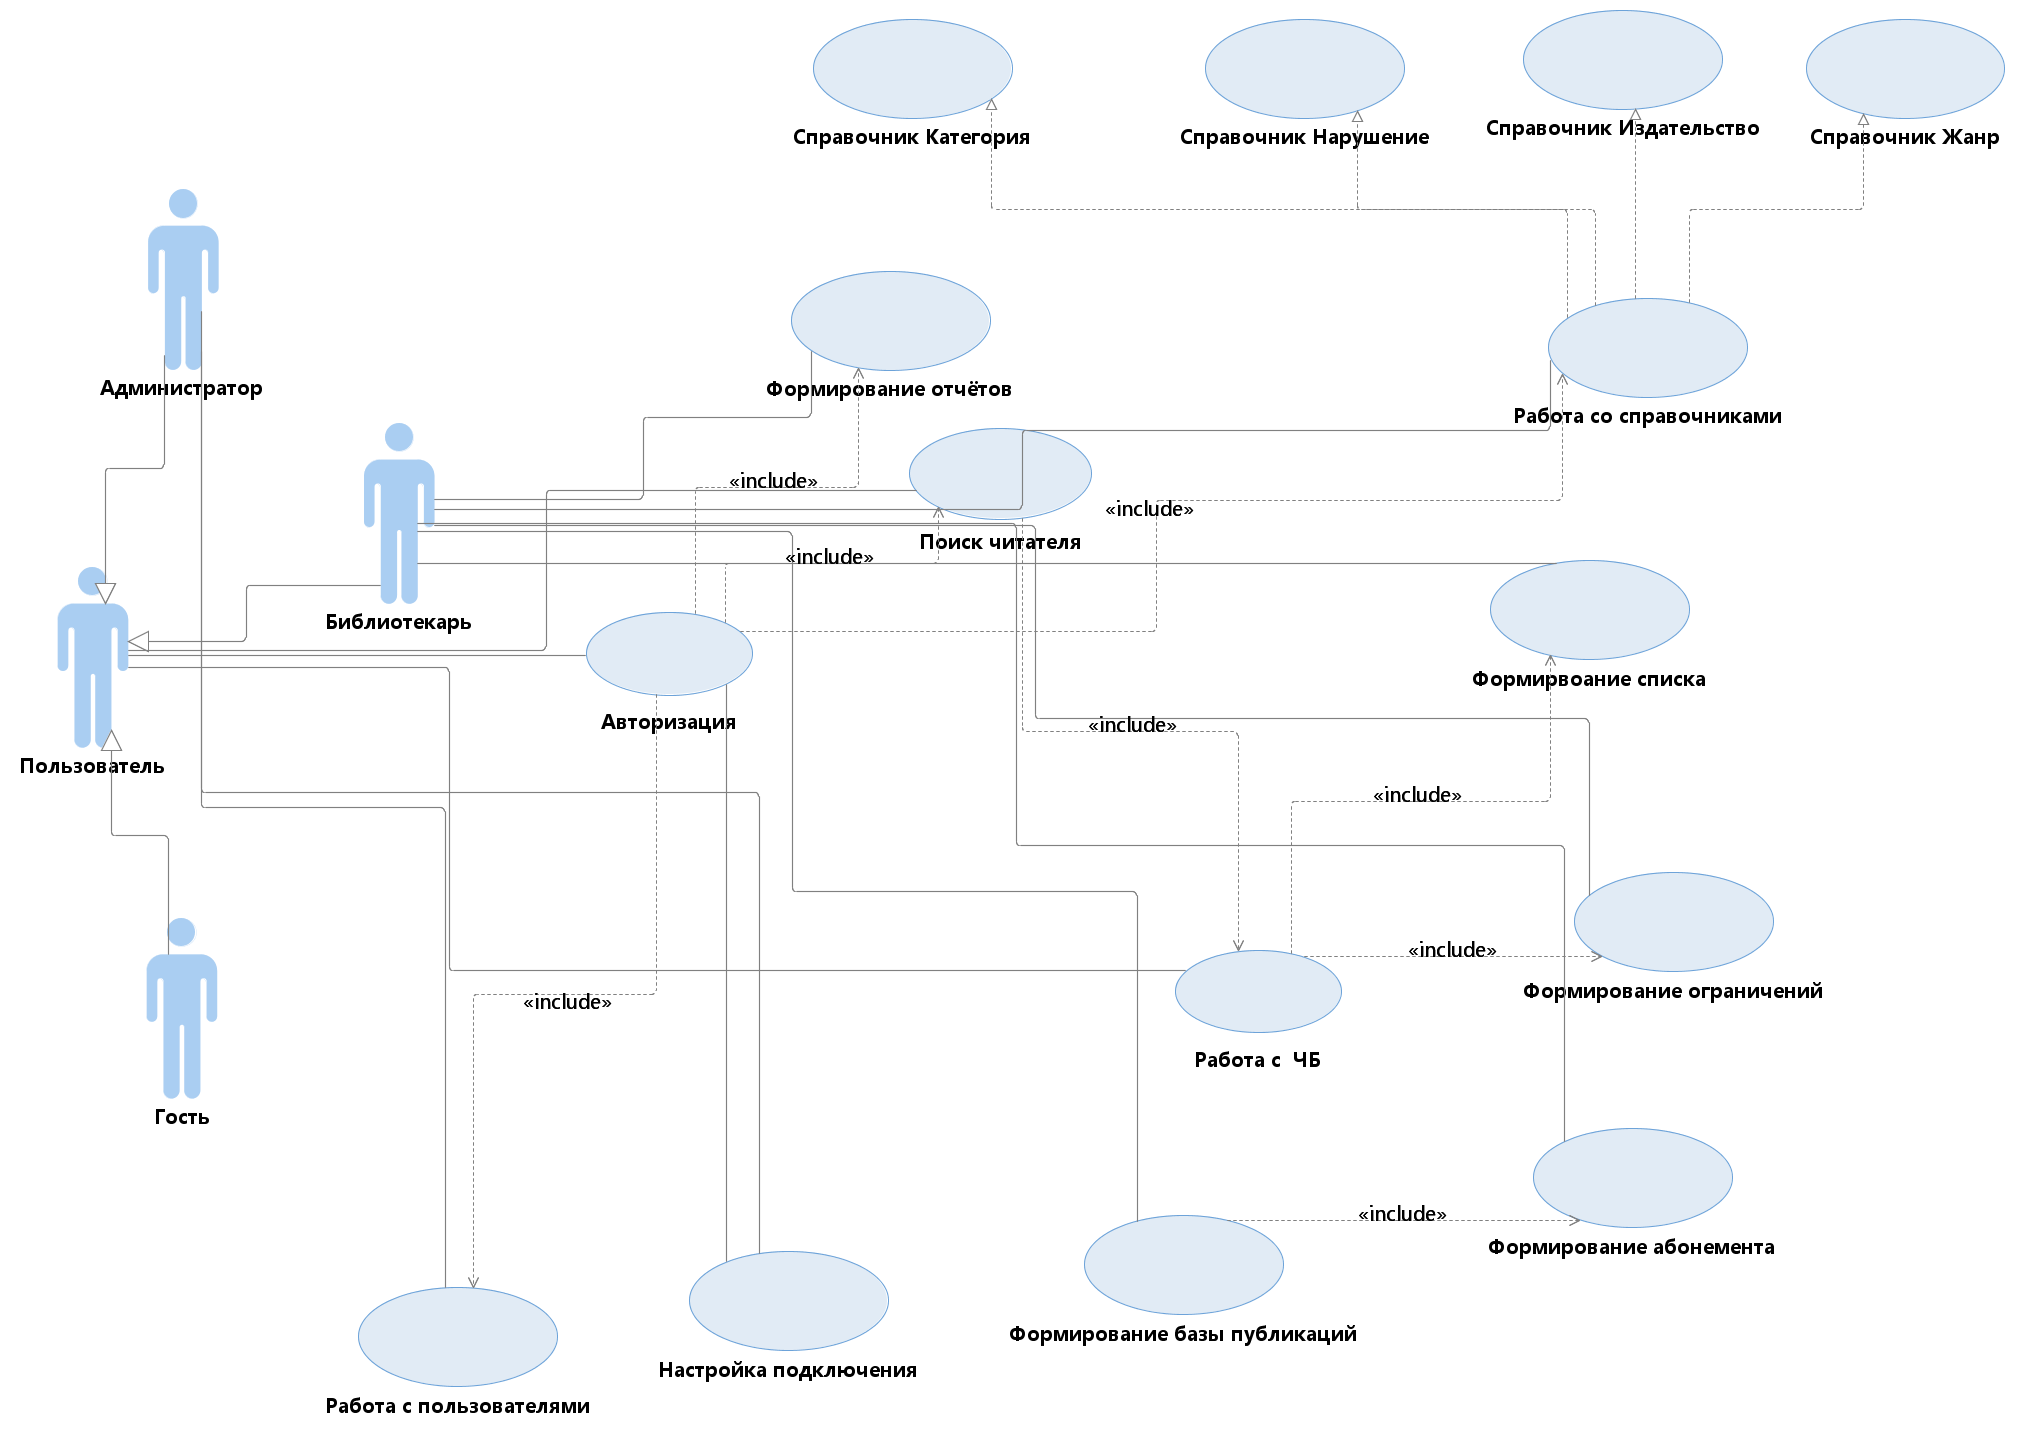 Справочник Категория
Справочник Нарушение
Справочник Издательство
Справочник Жанр
Администратор
Формирование отчётов
Работа со справочниками
«include»
«include»
Поиск читателя
«include»
Библиотекарь
Формирвоание списка
Авторизация
«include»
Пользователь
«include»
«include»
Формирование ограничений
«include»
Работа с  ЧБ
Гость
«include»
Формирование абонемента
Формирование базы публикаций
Настройка подключения
Работа с пользователями